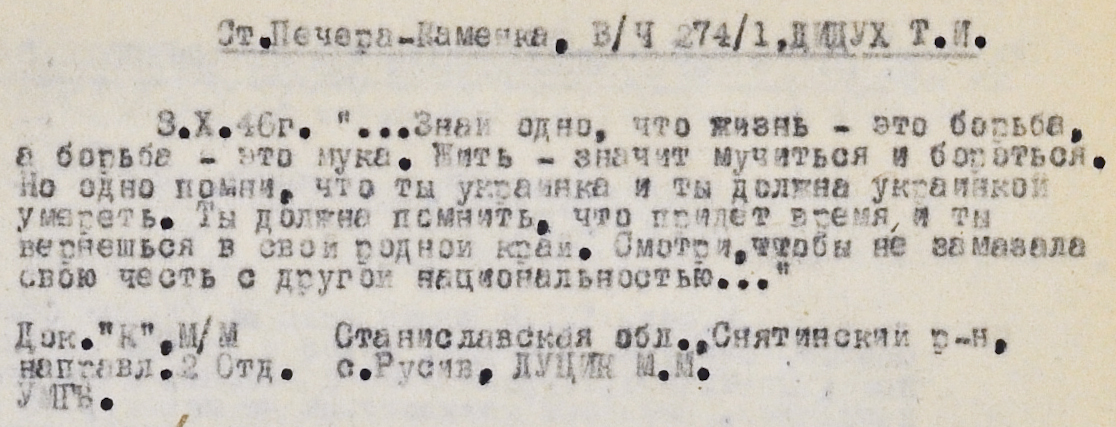 Ст.Печера-Каменка, В/Ч 274/1,ДИДУХ Т.И.
3.X.46г. "...Знай одно, что жизнь - это борьба,
а борьба - это мука. Жить - значит мучиться и бороться.
Но одно помни, что ты украинка и ты должна украинкой
умереть. Ты должна помнить, что придет время, и ты
вернешься в свой родной край. Смотри,чтобы не замазала
свою честь с другой национальностью..."
Док."К",М/М Станиславская обл.,Снятинский р-н,
направл.2 Отд. с.Русив, ЛУЦИК М.М.
УМГБ.